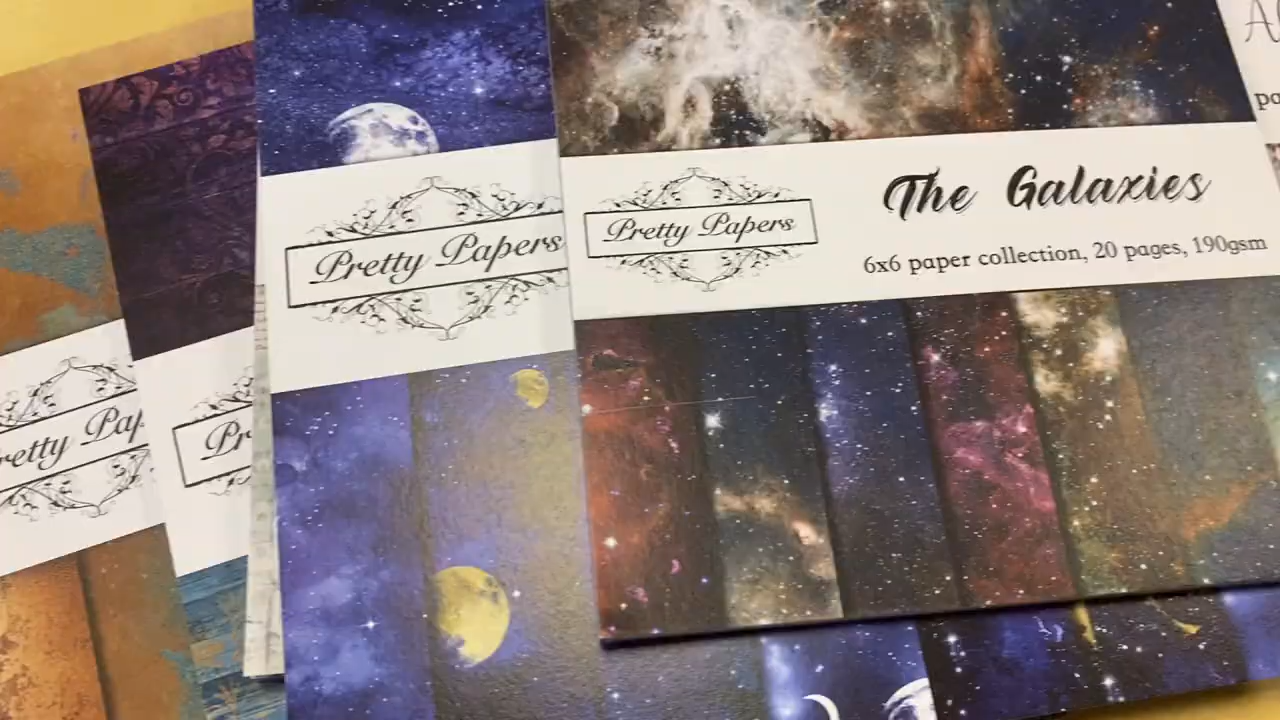 Pretty Papers
Pretty Papers
The Galaxies
6x6 paper collection, 20 pages, 190gsm